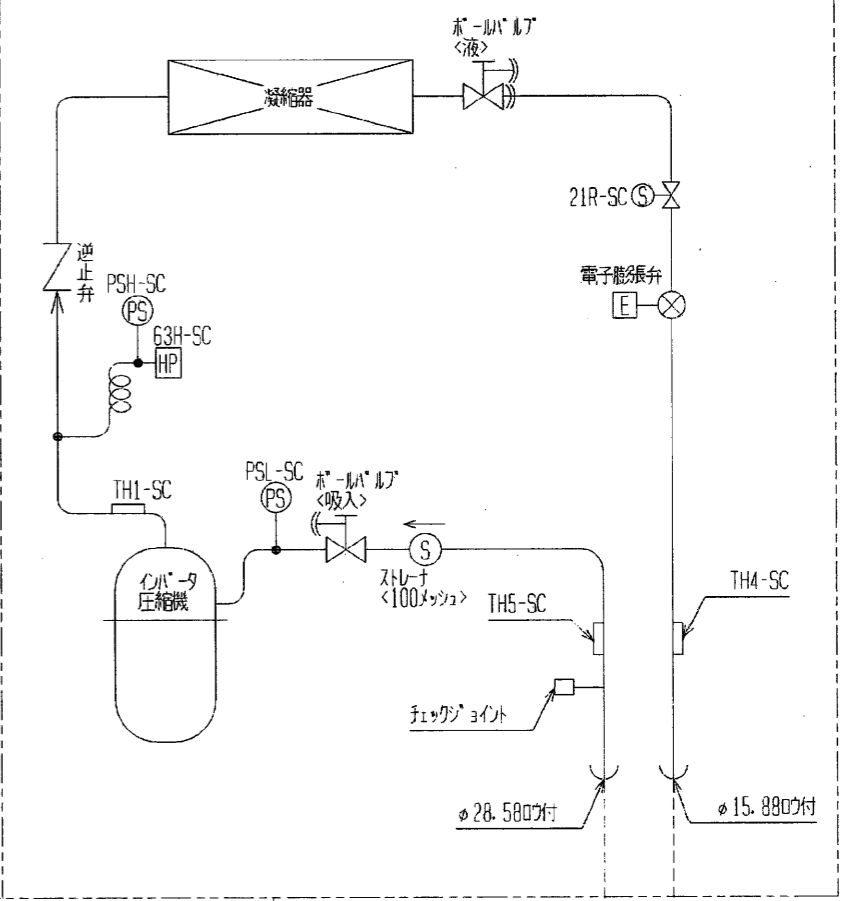 ボールバルブ
<液>
凝縮器
21R-SC
S
逆止弁
電子膨張弁
E
PSH-SC
PS
63H-SC
HP
TH1-SC
PSL-SC
PS
ボールバルブ
<吸入>
S
ストレーナ
<100メッシュ>
インバータ
圧縮機
TH5-SC
TH4-SC
チェックジョイント
φ28.58ロウ付
φ15.88ロウ付